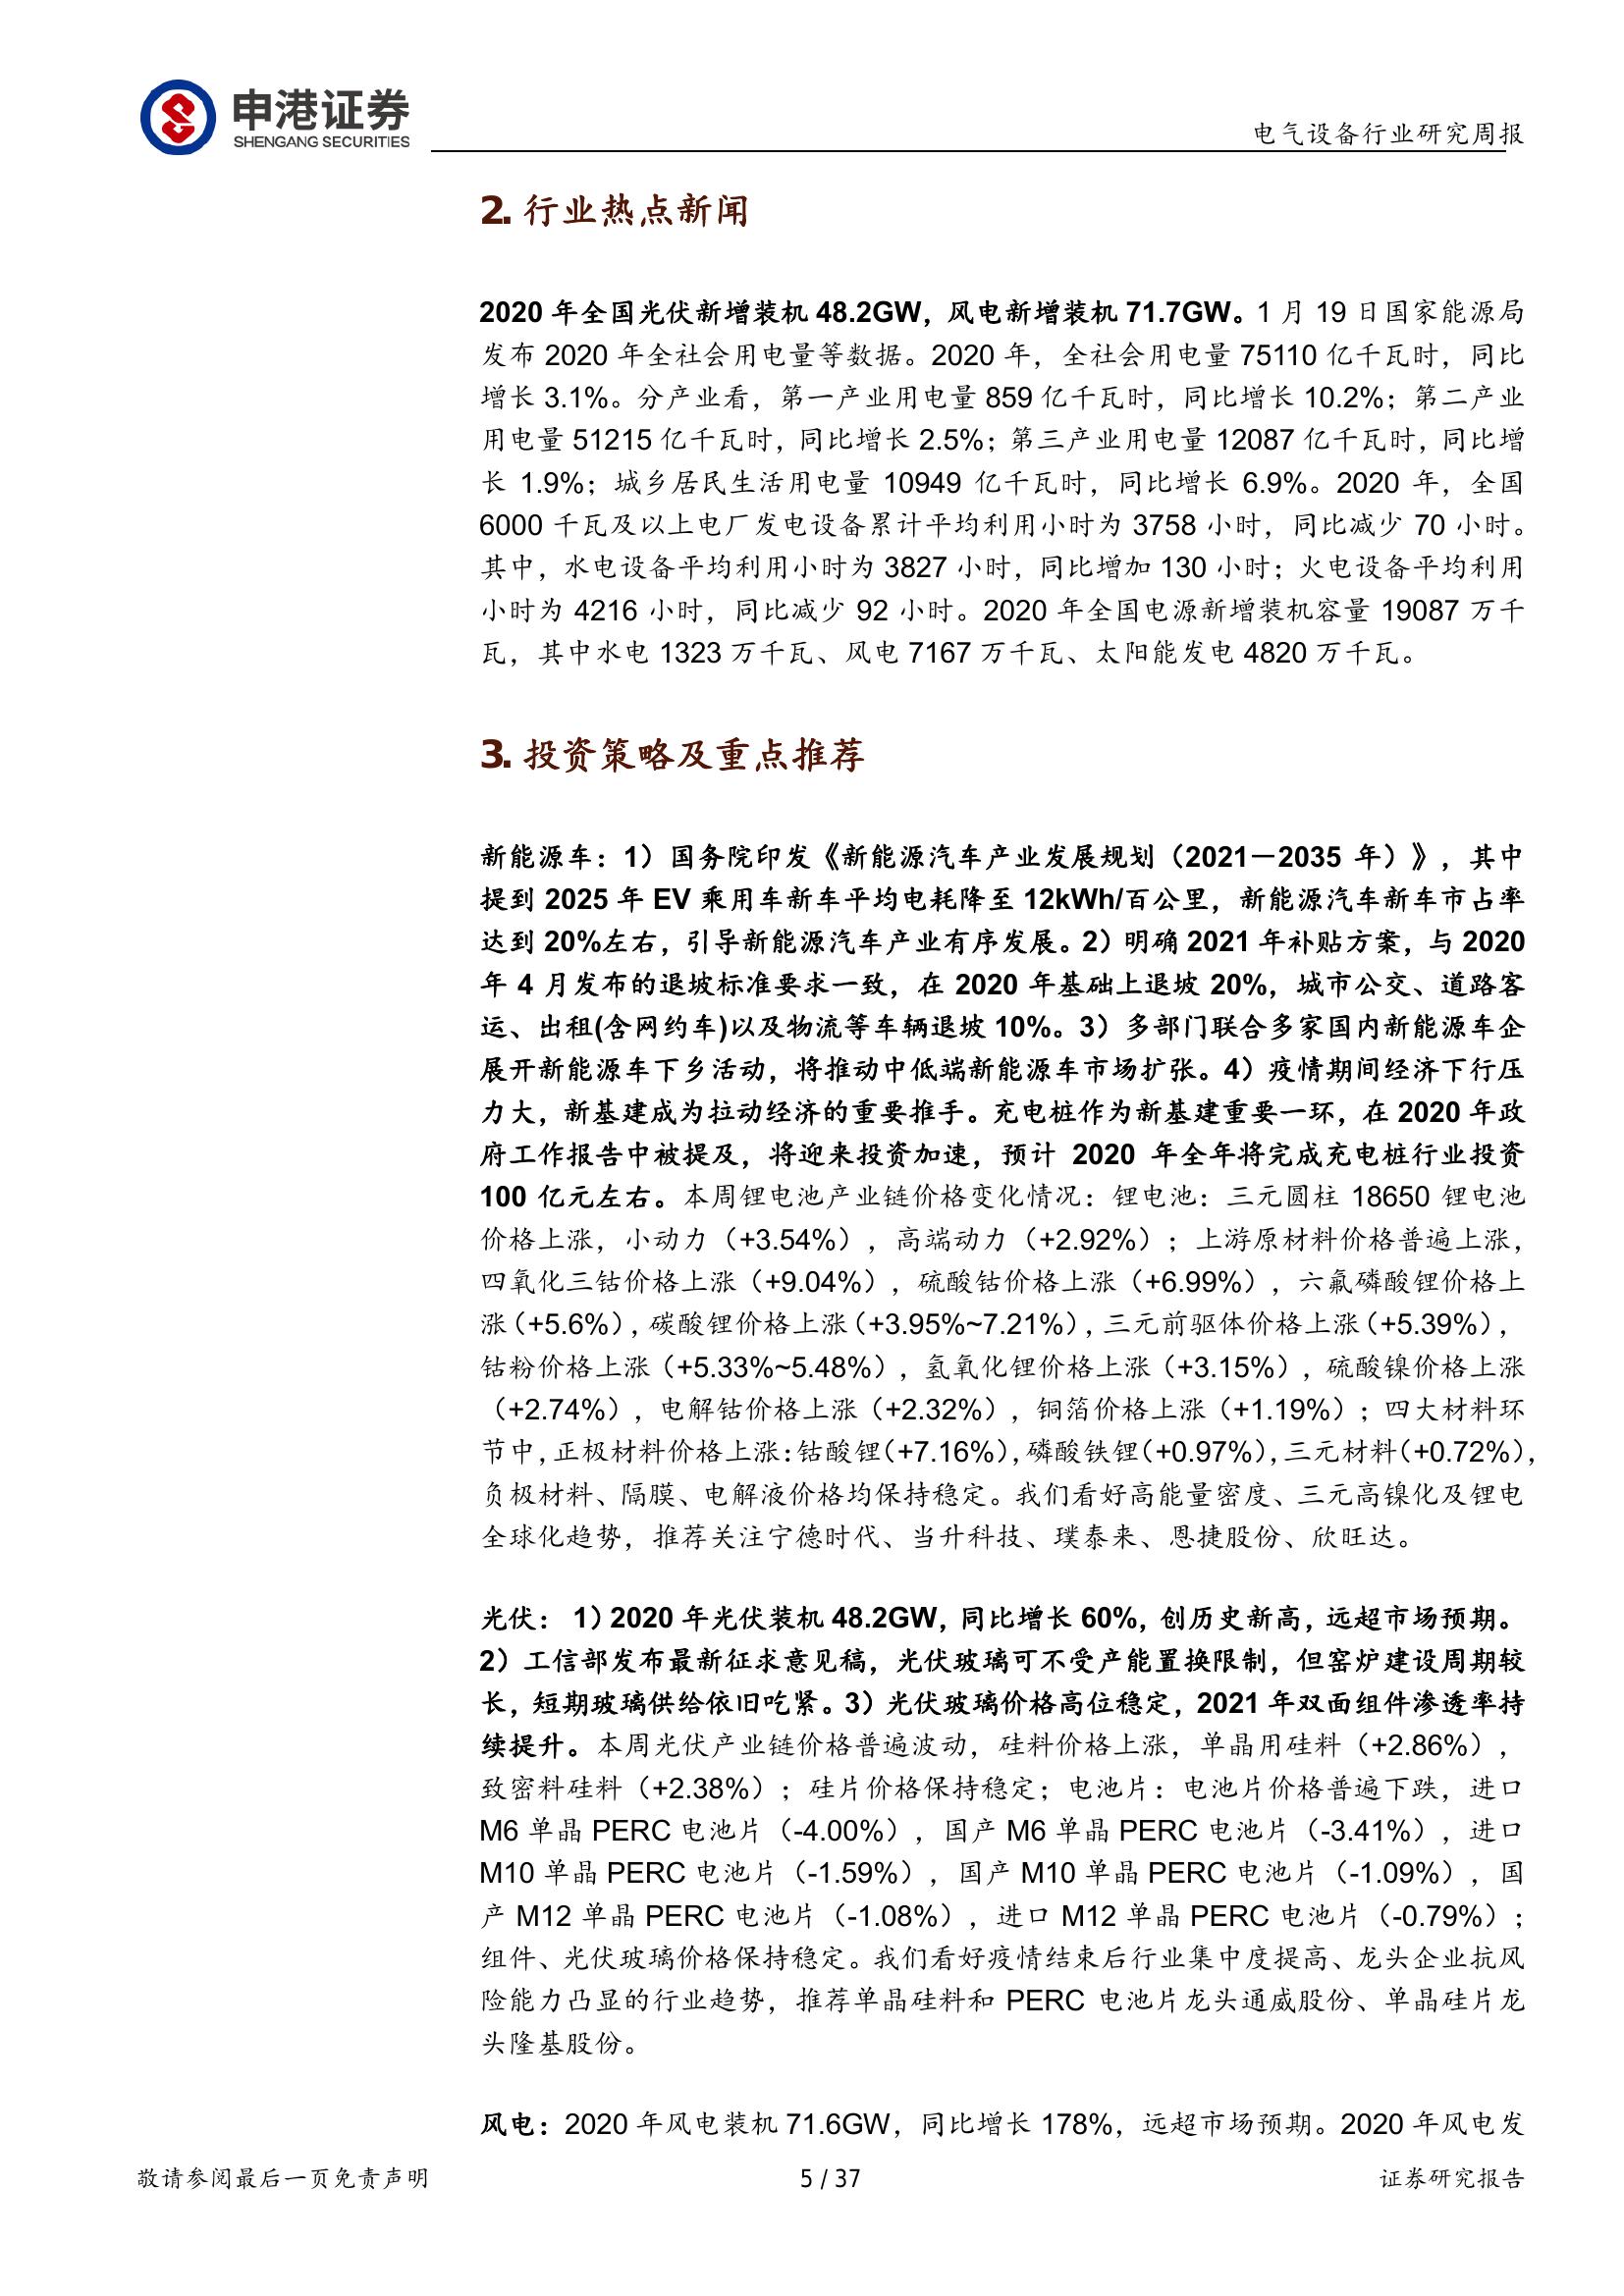 申港证券
SHENGANG SECURITIES
电气设备行业研究周报
2. 行业热点新闻
2020 年全国光伏新增装机 48.2GW，风电新增装机 71.7GW。1 月 19 日国家能源局
发布 2020 年全社会用电量等数据。2020 年，全社会用电量 75110 亿千瓦时，同比
增长 3.1%。分产业看，第一产业用电量 859 亿千瓦时，同比增长 10.2%；第二产业
用电量 51215 亿千瓦时，同比增长 2.5%；第三产业用电量 12087 亿千瓦时，同比增
长 1.9%；城乡居民生活用电量 10949 亿千瓦时，同比增长 6.9%。2020 年，全国
6000 千瓦及以上电厂发电设备累计平均利用小时为 3758 小时，同比减少 70 小时。
其中，水电设备平均利用小时为 3827 小时，同比增加 130 小时；火电设备平均利用
小时为 4216 小时，同比减少 92 小时。2020 年全国电源新增装机容量 19087 万千
瓦，其中水电 1323 万千瓦、风电 7167 万千瓦、太阳能发电 4820 万千瓦。
3. 投资策略及重点推荐
新能源车：1）国务院印发《新能源汽车产业发展规划（2021－2035 年）》，其中
提到 2025 年 EV 乘用车新车平均电耗降至 12kWh/百公里，新能源汽车新车市占率
达到 20%左右，引导新能源汽车产业有序发展。2）明确 2021 年补贴方案，与 2020
年 4 月发布的退坡标准要求一致，在 2020 年基础上退坡 20%，城市公交、道路客
运、出租(含网约车)以及物流等车辆退坡 10%。3）多部门联合多家国内新能源车企
展开新能源车下乡活动，将推动中低端新能源车市场扩张。4）疫情期间经济下行压
力大，新基建成为拉动经济的重要推手。充电桩作为新基建重要一环，在 2020 年政
府工作报告中被提及，将迎来投资加速，预计 2020 年全年将完成充电桩行业投资
100 亿元左右。本周锂电池产业链价格变化情况：锂电池：三元圆柱 18650 锂电池
价格上涨，小动力（+3.54%），高端动力（+2.92%）；上游原材料价格普遍上涨，
四氧化三钴价格上涨（+9.04%），硫酸钴价格上涨（+6.99%），六氟磷酸锂价格上
涨（+5.6%），碳酸锂价格上涨（+3.95%~7.21%），三元前驱体价格上涨（+5.39%），
钴粉价格上涨（+5.33%~5.48%），氢氧化锂价格上涨（+3.15%），硫酸镍价格上涨
（+2.74%），电解钴价格上涨（+2.32%），铜箔价格上涨（+1.19%）；四大材料环
节中，正极材料价格上涨：钴酸锂（+7.16%），磷酸铁锂（+0.97%），三元材料（+0.72%），
负极材料、隔膜、电解液价格均保持稳定。我们看好高能量密度、三元高镍化及锂电
全球化趋势，推荐关注宁德时代、当升科技、璞泰来、恩捷股份、欣旺达。
光伏： 1）2020 年光伏装机 48.2GW，同比增长 60%，创历史新高，远超市场预期。
2）工信部发布最新征求意见稿，光伏玻璃可不受产能置换限制，但窑炉建设周期较
长，短期玻璃供给依旧吃紧。3）光伏玻璃价格高位稳定，2021 年双面组件渗透率持
续提升。本周光伏产业链价格普遍波动，硅料价格上涨，单晶用硅料（+2.86%），
致密料硅料（+2.38%）；硅片价格保持稳定；电池片：电池片价格普遍下跌，进口
M6 单晶 PERC 电池片（-4.00%），国产 M6 单晶 PERC 电池片（-3.41%），进口
M10 单晶 PERC 电池片（-1.59%），国产 M10 单晶 PERC 电池片（-1.09%），国
产 M12 单晶 PERC 电池片（-1.08%），进口 M12 单晶 PERC 电池片（-0.79%）；
组件、光伏玻璃价格保持稳定。我们看好疫情结束后行业集中度提高、龙头企业抗风
险能力凸显的行业趋势，推荐单晶硅料和 PERC 电池片龙头通威股份、单晶硅片龙
头隆基股份。
风电：2020 年风电装机 71.6GW，同比增长 178%，远超市场预期。2020 年风电发
敬请参阅最后一页免责声明
5 / 37
证券研究报告